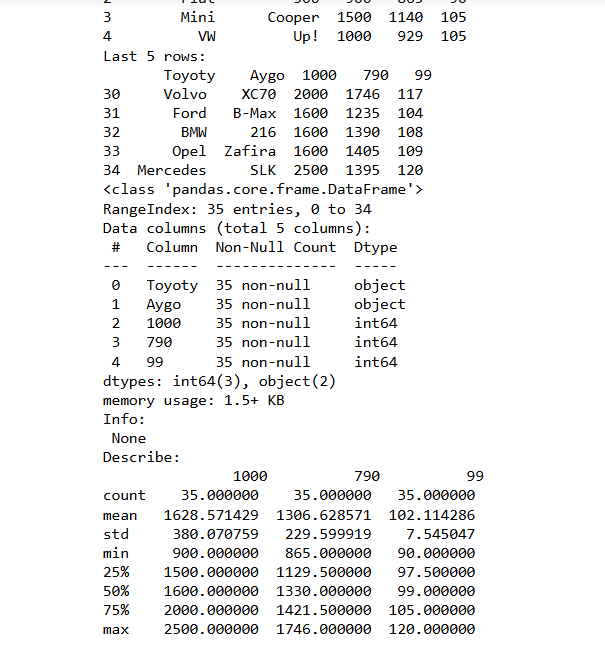 3 Mini Cooper 1500 1140 105
4 VW Up! 1000 929 105
Last 5 rows:
Toyoty Aygo 1000 790 99
30 Volvo XC70 2000 1746 117
31 Ford B-Max 1600 1235 104
32 BMW 216 1600 1390 108
33 Opel Zafira 1600 1405 109
34 Mercedes SLK 2500 1395 120
<class 'pandas.core.frame.DataFrame'>
RangeIndex: 35 entries, 0 to 34
Data columns (total 5 columns):
# Column Non-Null Count Dtype
--- ------ -------------- -----
0 Toyoty 35 non-null object
1 Aygo 35 non-null object
2 1000 35 non-null int64
3 790 35 non-null int64
4 99 35 non-null int64
dtypes: int64(3), object(2)
memory usage: 1.5+ KB
Info:
None
Describe:
1000 790 99
count 35.000000 35.000000 35.000000
mean 1628.571429 1306.628571 102.114286
std 380.070759 229.599919 7.545047
min 900.000000 865.000000 90.000000
25% 1500.000000 1129.500000 97.500000
50% 1600.000000 1330.000000 99.000000
75% 2000.000000 1421.500000 105.000000
max 2500.000000 1746.000000 120.000000